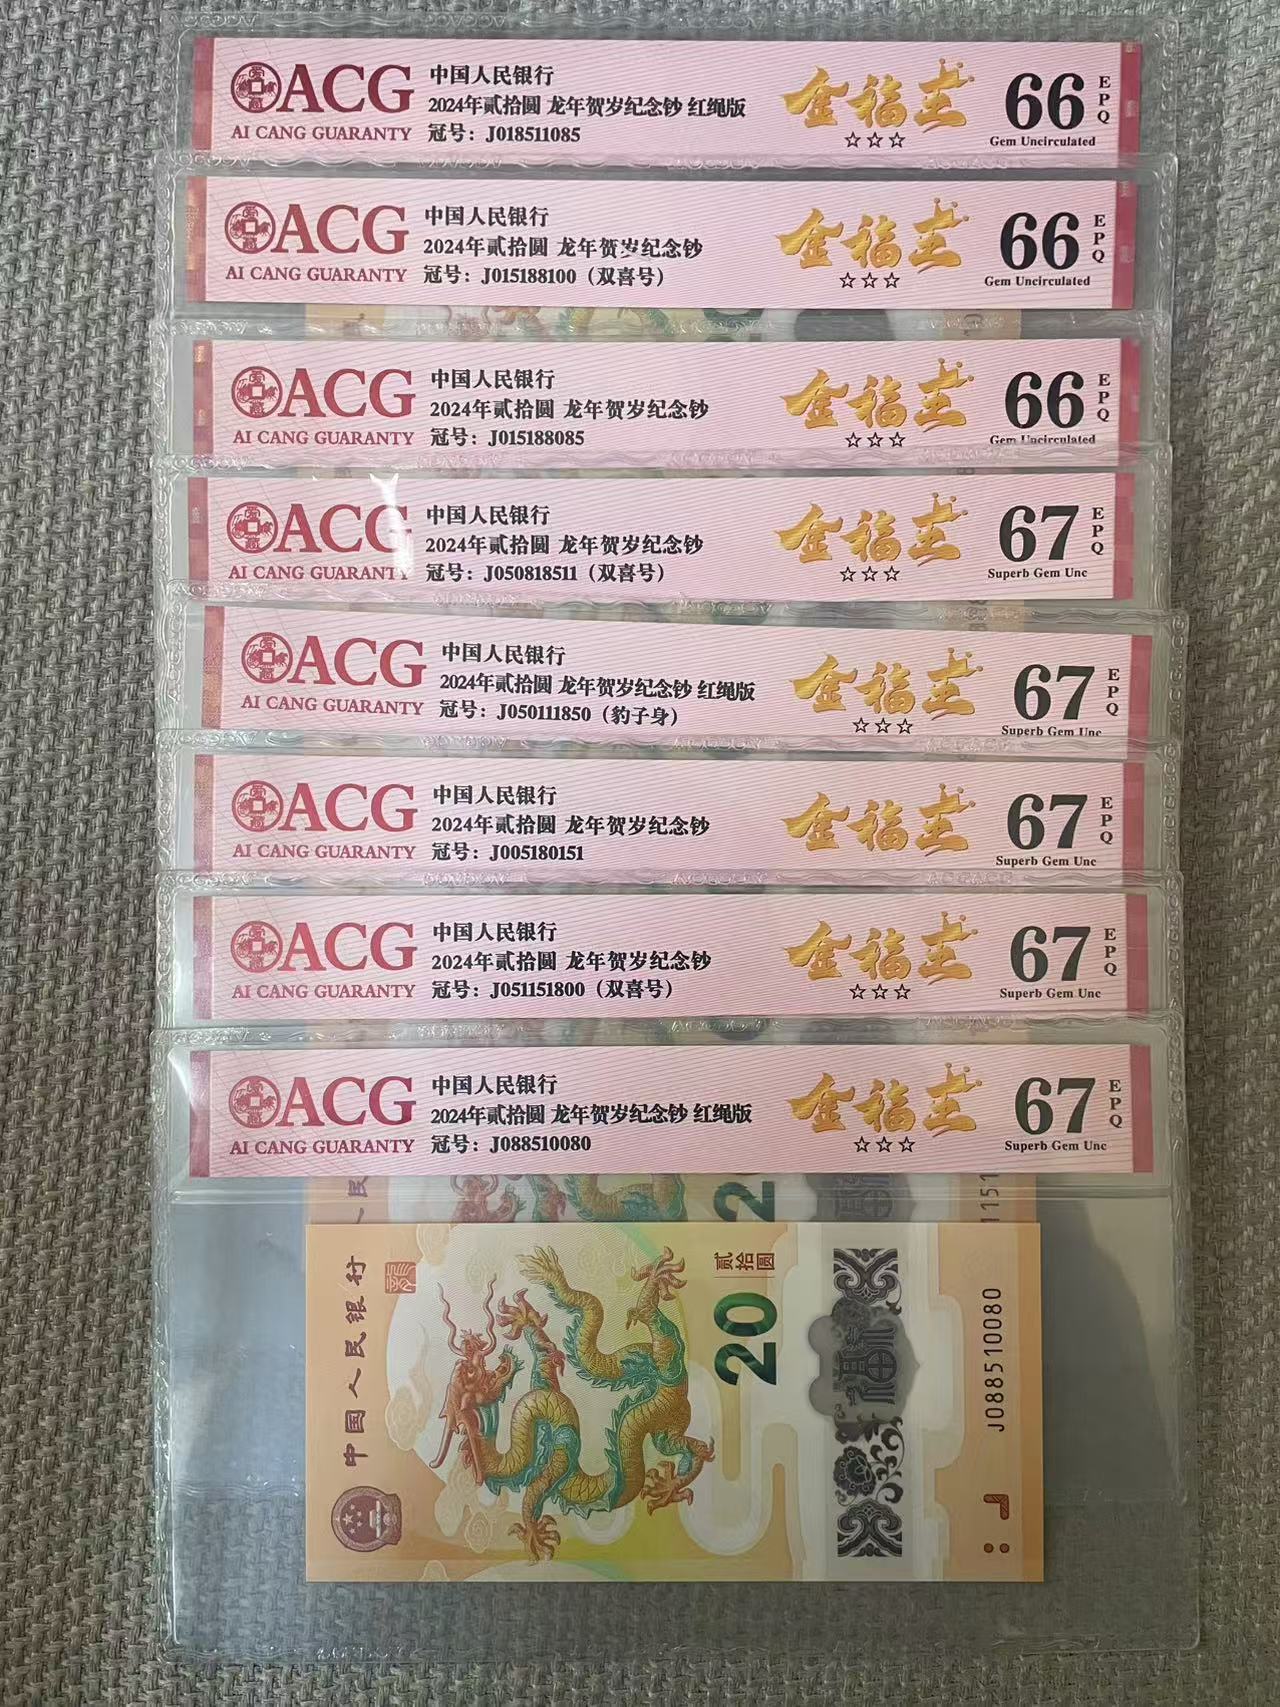 ACG
AI CANG GUARANTY
中国人民银行
2024年贰拾圆 龙年贺岁纪念钞 红绳版
冠号：J018511085
金福王
☆☆☆
66
EPQ
Gem Uncirculated
ACG
AI CANG GUARANTY
中国人民银行
2024年贰拾圆 龙年贺岁纪念钞
冠号：J015188100（双喜号）
金福王
☆☆☆
66
EPQ
Gem Uncirculated
ACG
AI CANG GUARANTY
中国人民银行
2024年贰拾圆 龙年贺岁纪念钞
冠号：J015188085
金福王
☆☆☆
66
EPQ
Gem Uncirculated
ACG
AI CANG GUARANTY
中国人民银行
2024年贰拾圆 龙年贺岁纪念钞
冠号：J050818511（双喜号）
金福王
☆☆☆
67
EPQ
Superb Gem Unc
ACG
AI CANG GUARANTY
中国人民银行
2024年贰拾圆 龙年贺岁纪念钞 红绳版
冠号：J050111850（豹子身）
金福王
☆☆☆
67
EPQ
Superb Gem Unc
ACG
AI CANG GUARANTY
中国人民银行
2024年贰拾圆 龙年贺岁纪念钞
冠号：J005180151
金福王
67
EPQ
Superb Gem Unc
ACG
AI CANG GUARANTY
中国人民银行
2024年贰拾圆 龙年贺岁纪念钞
冠号：J051151800（双喜号）
金福王
☆☆☆
67
EPQ
Superb Gem Unc
ACG
AI CANG GUARANTY
中国人民银行
2024年贰拾圆 龙年贺岁纪念钞 红绳版
冠号：J088510080
金福王
☆☆☆
67
EPQ
Superb Gem Unc
中国人民银行
20
贰拾圆
福
J088510080